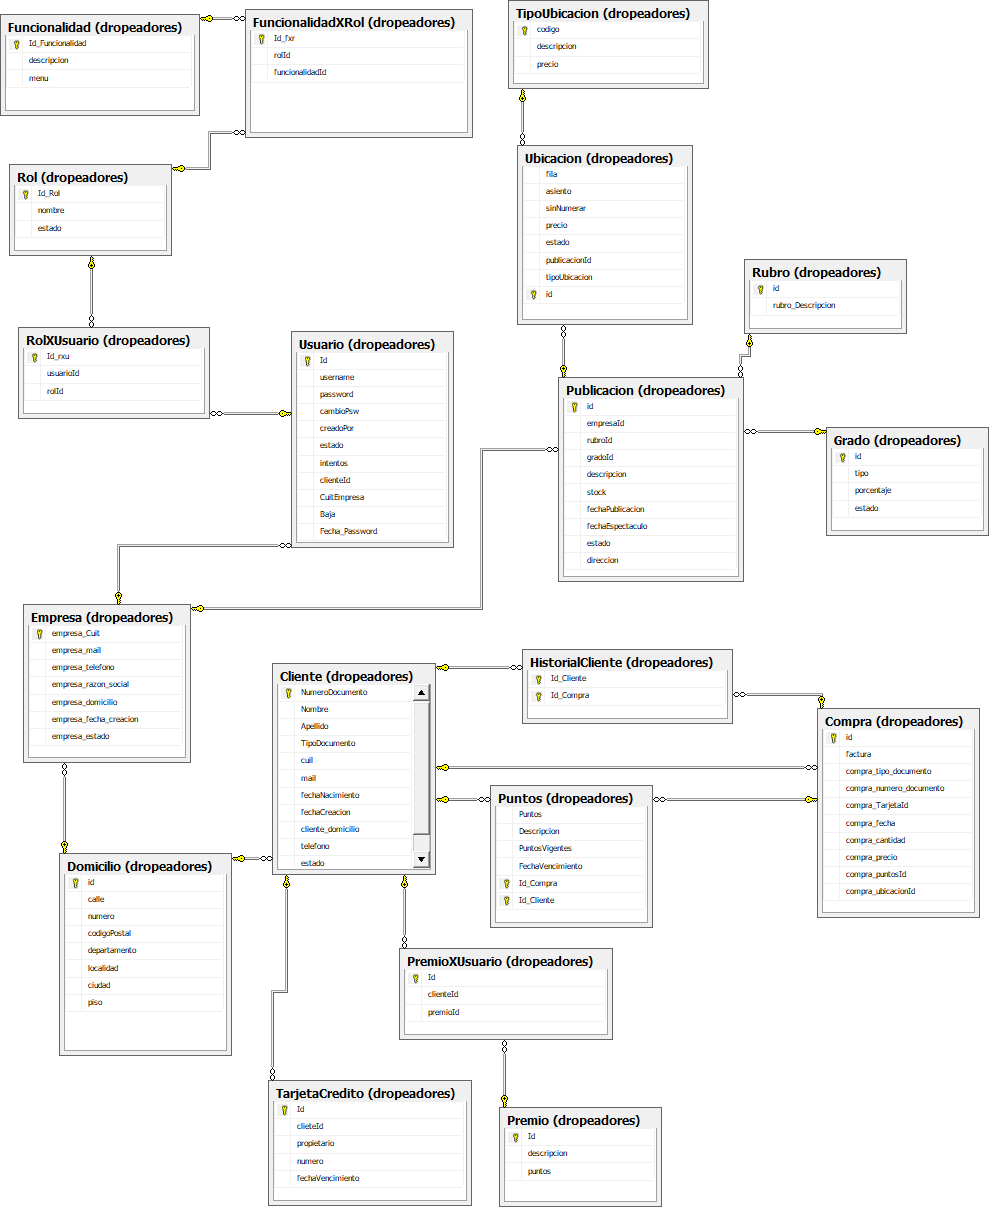 Funcionalidad (dropeadores)
Id_Funcionalidad
descripcion
menu
FuncionalidadXRol (dropeadores)
Id_fxr
rolId
funcionalidadId
TipoUbicacion (dropeadores)
codigo
descripcion
precio
Rol (dropeadores)
Id_Rol
nombre
estado
Ubicacion (dropeadores)
fila
asiento
sinNumerar
precio
estado
publicacionId
tipoUbicacion
id
Rubro (dropeadores)
id
rubro_Descripcion
RolXUsuario (dropeadores)
Id_rxu
usuarioId
rolId
Usuario (dropeadores)
Id
username
password
cambioPsw
creadoPor
estado
intentos
clienteId
CuitEmpresa
Baja
Fecha_Password
Publicacion (dropeadores)
id
empresaId
rubroId
gradoId
descripcion
stock
fechaPublicacion
fechaEspectaculo
estado
direccion
Grado (dropeadores)
id
tipo
porcentaje
estado
Empresa (dropeadores)
empresa_Cuit
empresa_mail
empresa_telefono
empresa_razon_social
empresa_domicilio
empresa_fecha_creacion
empresa_estado
Cliente (dropeadores)
NumeroDocumento
Nombre
Apellido
TipoDocumento
cuil
mail
fechaNacimiento
fechaCreacion
cliente_domicilio
telefono
estado
HistorialCliente (dropeadores)
Id_Cliente
Id_Compra
Compra (dropeadores)
id
factura
compra_tipo_documento
compra_numero_documento
compra_TarjetaId
compra_fecha
compra_cantidad
compra_precio
compra_puntosId
compra_ubicacionId
Puntos (dropeadores)
Puntos
Descripcion
PuntosVigentes
FechaVencimiento
Id_Compra
Id_Cliente
Domicilio (dropeadores)
id
calle
numero
codigoPostal
departamento
localidad
ciudad
piso
PremioXUsuario (dropeadores)
Id
clienteId
premioId
TarjetaCredito (dropeadores)
Id
clieteId
propietario
numero
fechaVencimiento
Premio (dropeadores)
Id
descripcion
puntos